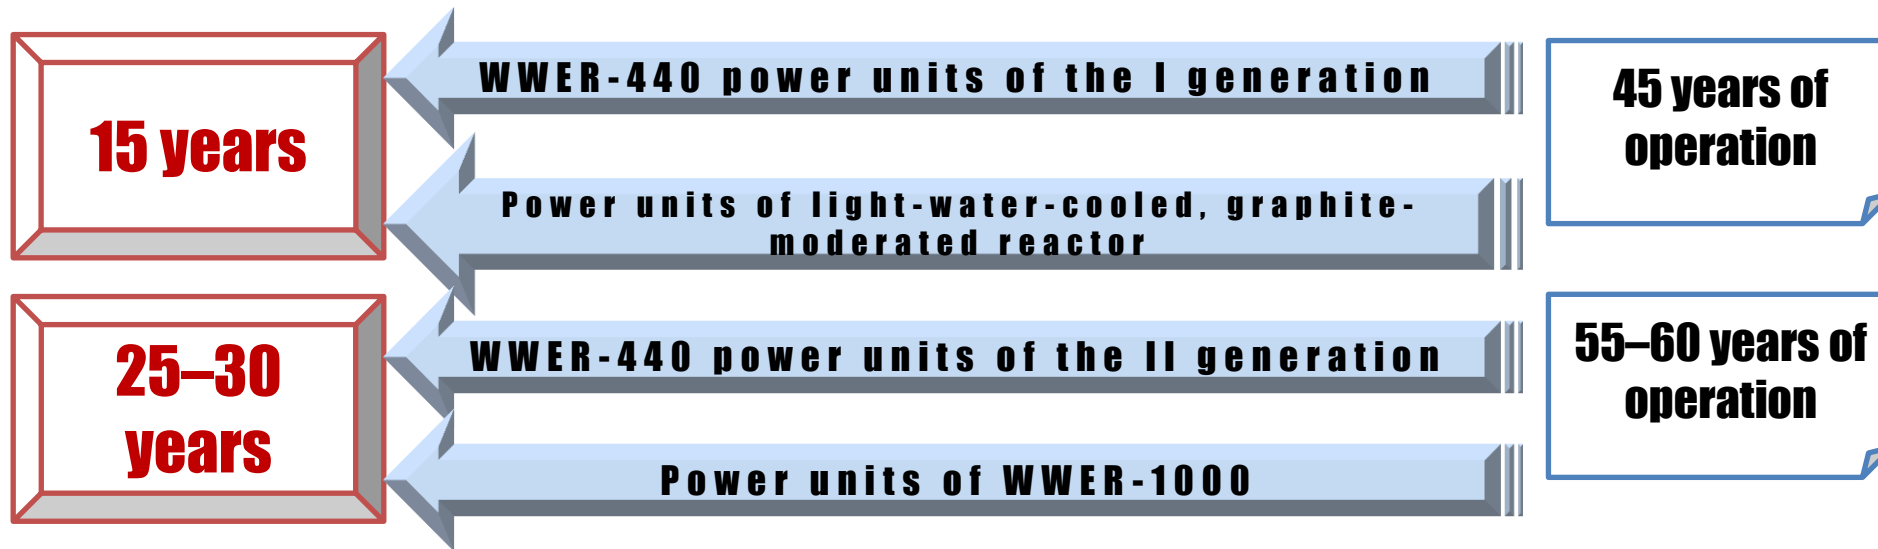 15 years
WWER-440 power units of the I generation
Power units of light-water-cooled, graphite-
moderated reactor
45 years of
operation
25–30
years
WWER-440 power units of the II generation
Power units of WWER-1000
55–60 years of
operation